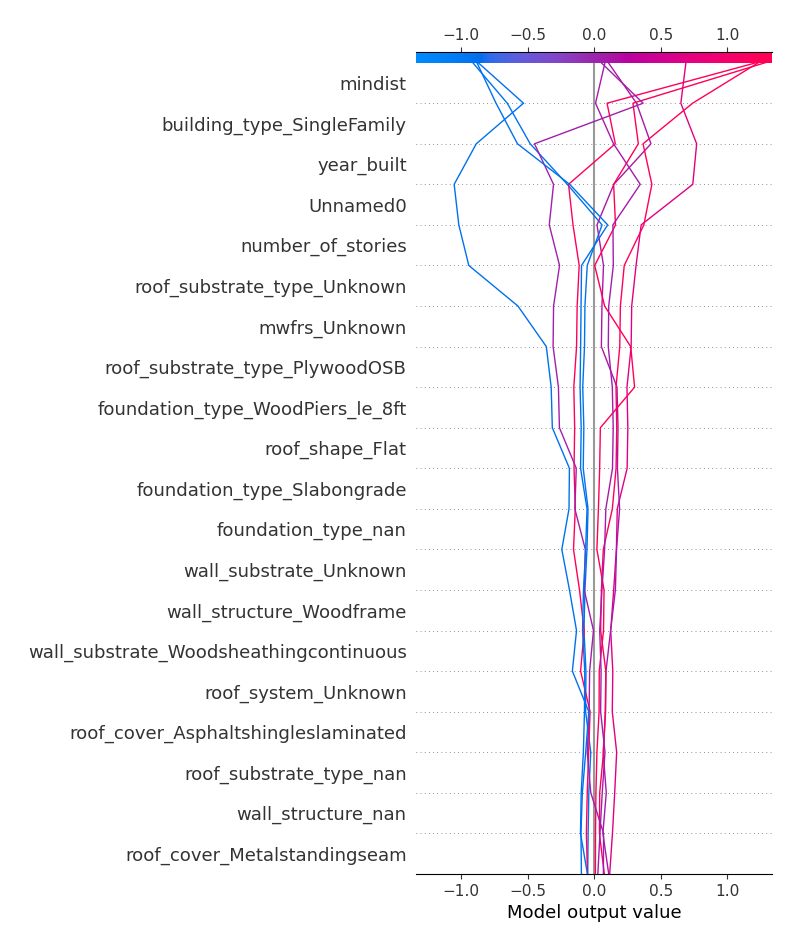 −1.0 −0.5 0.0 0.5 1.0
mindist
building_type_SingleFamily
year_built
Unnamed0
number_of_stories
roof_substrate_type_Unknown
mwfrs_Unknown
roof_substrate_type_PlywoodOSB
foundation_type_WoodPiers_le_8ft
roof_shape_Flat
foundation_type_Slabongrade
foundation_type_nan
wall_substrate_Unknown
wall_structure_Woodframe
wall_substrate_Woodsheathingcontinuous
roof_system_Unknown
roof_cover_Asphaltshingleslaminated
roof_substrate_type_nan
wall_structure_nan
roof_cover_Metalstandingseam
−1.0 −0.5 0.0 0.5 1.0
Model output value